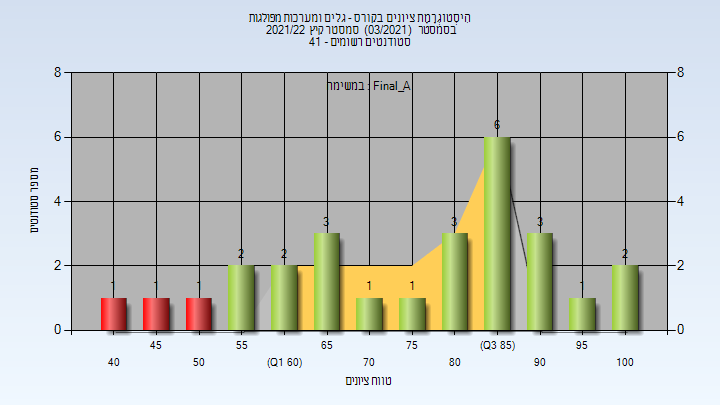 היסטוגרמת ציונים בקורס - גלים ומערכות מפולגות
בסמסטר (03/2021) סמסטר קיץ 2021/22
סטודנטים רשומים - 41
במשימה : Final_A
8 8
6 6
4 4
2 2
0 0
מספר סטודנטים
1 1 1 2 2 3 1 1 3 6 3 1 2
45 55 65 75 (Q3 85) 95
40 50 (Q1 60) 70 80 90 100
טווח ציונים